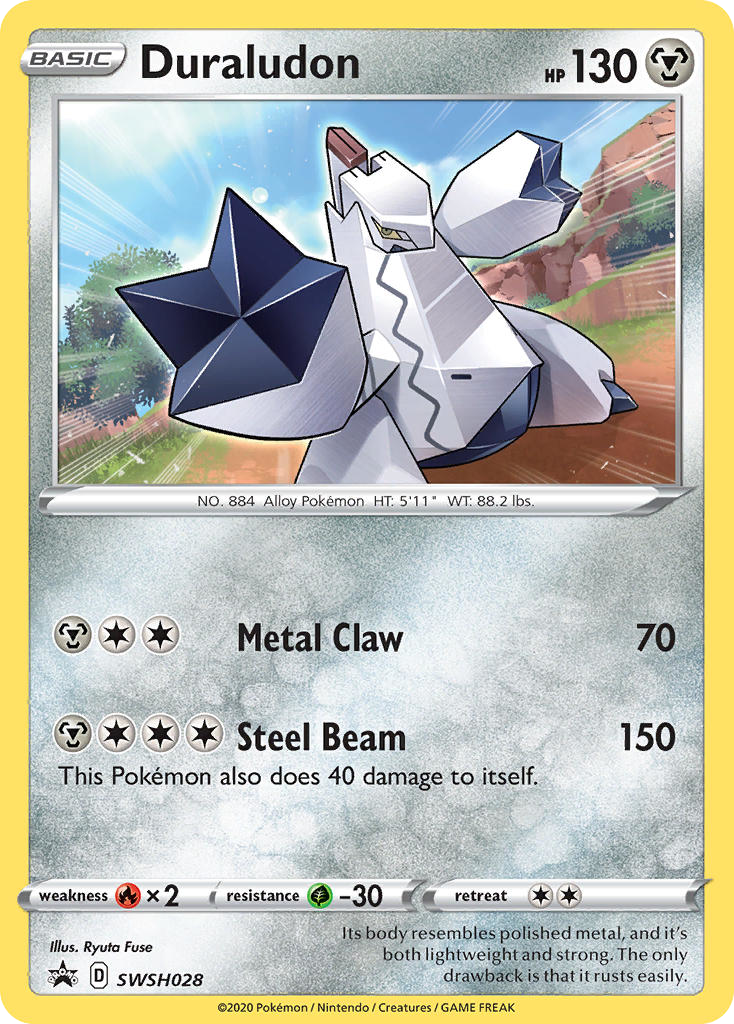 BASIC Duraludon HP 130
NO. 884 Alloy Pokémon HT: 5'11" WT: 88.2 lbs.
Metal Claw 70
Steel Beam 150
This Pokémon also does 40 damage to itself.
weakness ×2 resistance -30 retreat
Illus. Ryuta Fuse
D SWSH028
Its body resembles polished metal, and it's
both lightweight and strong. The only
drawback is that it rusts easily.
©2020 Pokémon / Nintendo / Creatures / GAME FREAK